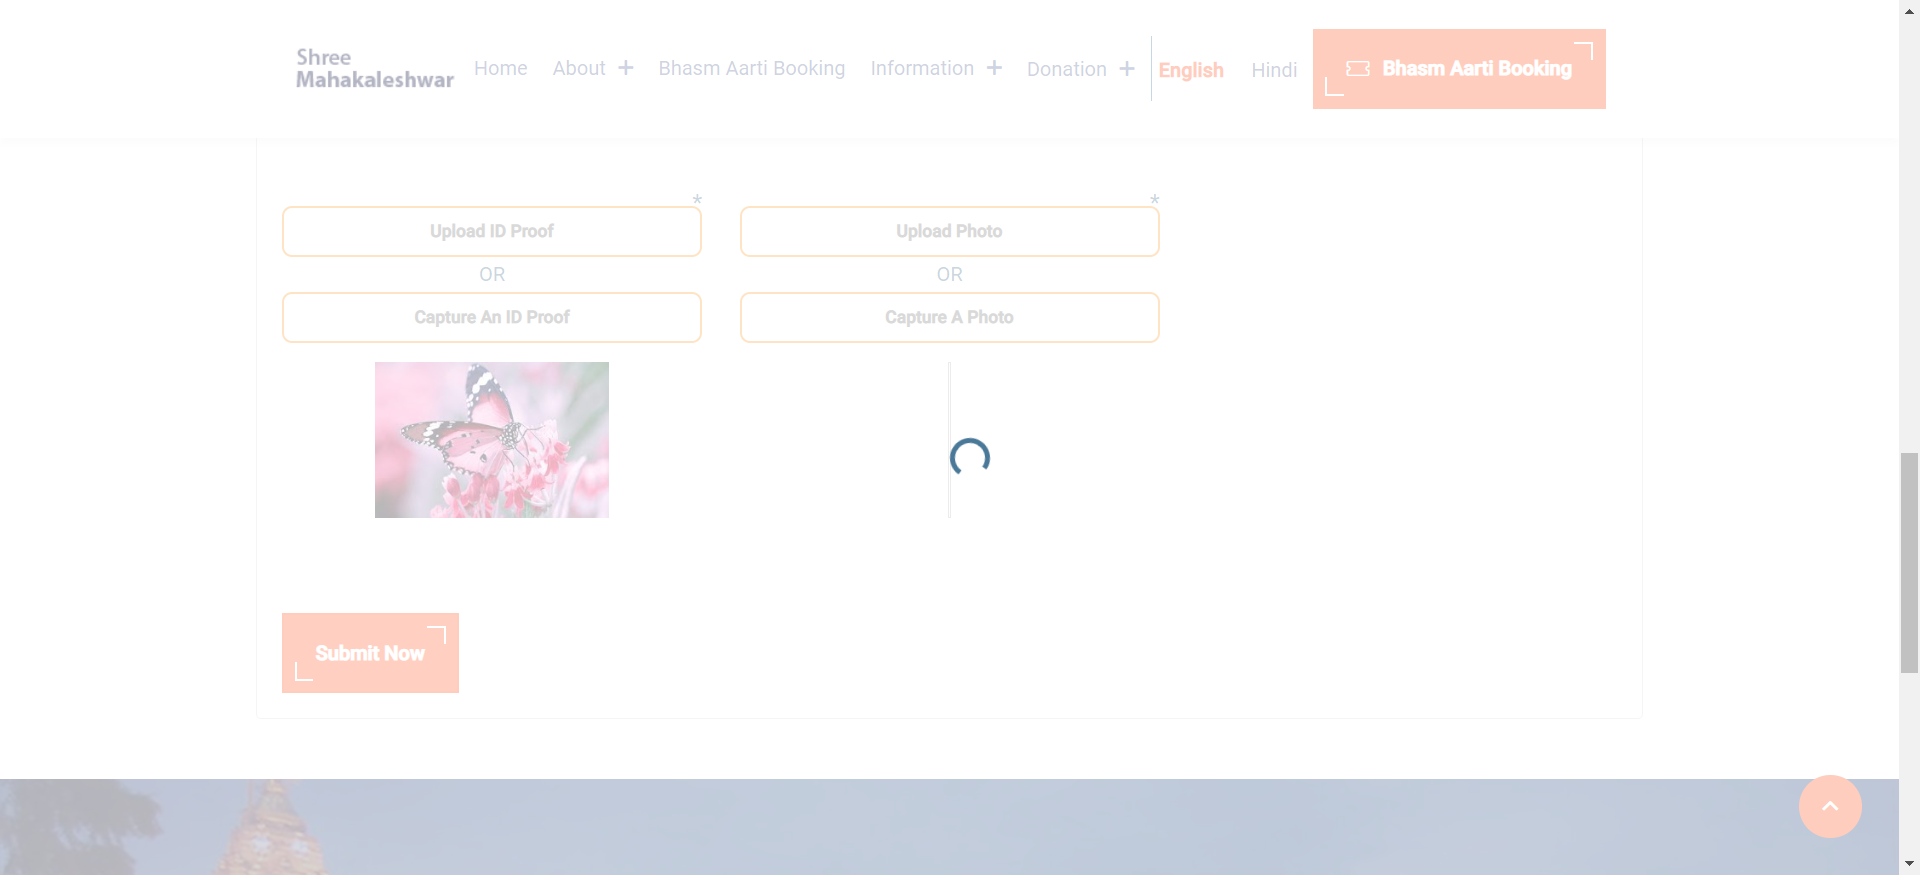 Shree
Mahakaleshwar
Home
About
Bhasm Aarti Booking
Information
Donation
English
Hindi
Bhasm Aarti Booking
*
*
Upload ID Proof
Upload Photo
OR
OR
Capture An ID Proof
Capture A Photo
Submit Now